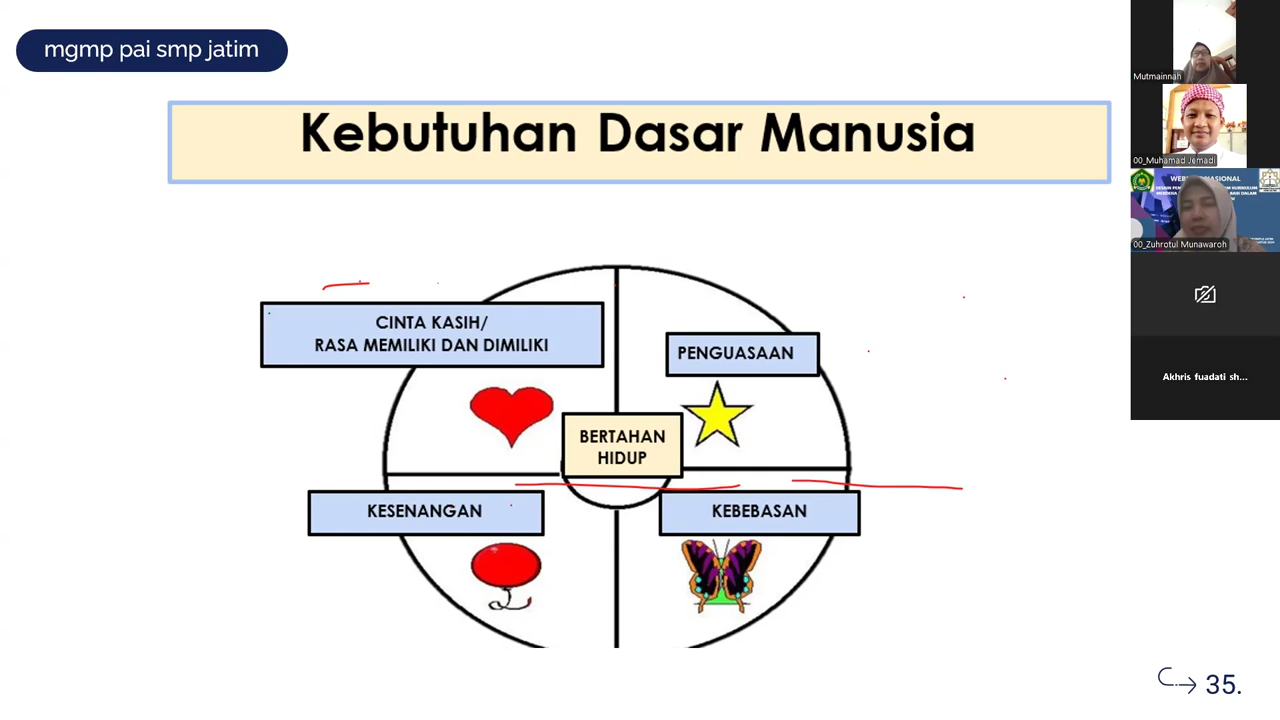 mgmp pai smp jatim
Kebutuhan Dasar Manusia
CINTA KASIH/
RASA MEMILIKI DAN DIMILIKI
PENGUASAAN
BERTAHAN
HIDUP
KESENANGAN
KEBEBASAN
35.
Mutmainnah
00_Muhamad Jemadi
00_Zuhrotul Munawaroh
Akhris fuadati sh...